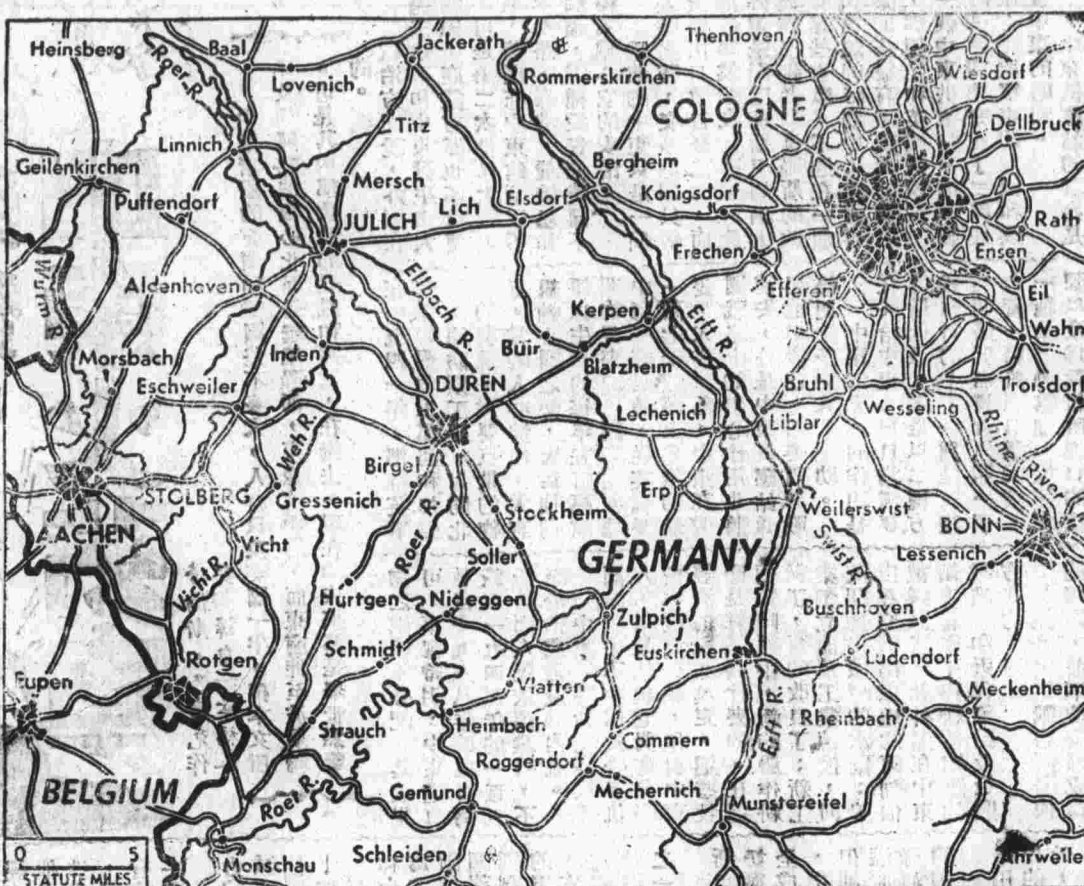 Heinsberg
Roer R.
Baal
Lovenich
Jackerath
Rommerskirchen
Thenhoven
Wiesdorf
COLOGNE
Dellbruck
Titz
Linnich
Geilenkirchen
Puffendorf
Mersch
JULICH
Lich
Elsdorf
Bergheim
Konigsdorf
Rath
Ensen
Frechen
Efferen
Eil
Wurm R.
Aldenhoven
Ellbach R.
Kerpen
Erft R.
Wahn
Morsbach
Inden
Buir
Blatzheim
Eschweiler
DUREN
Bruhl
Troisdorf
Lechenich
Liblar
Wesseling
Rhine River
Weh R.
Birgel
STOLBERG
Gressenich
Erp
Weilerswist
AACHEN
Stockheim
BONN
Vicht
Roer R.
Soller
GERMANY
Swist R.
Lessenich
Vicht R.
Hurtgen
Nideggen
Zulpich
Buschhoven
Rotgen
Schmidt
Euskirchen
Ludendorf
Eupen
Vlatten
Meckenheim
Strauch
Heimbach
Erft R.
Rheinbach
Commern
BELGIUM
Roer R.
Roggendorf
Gemund
Mechernich
Munstereifel
0 5
STATUTE MILES
Monschau
Schleiden
Ahrweile